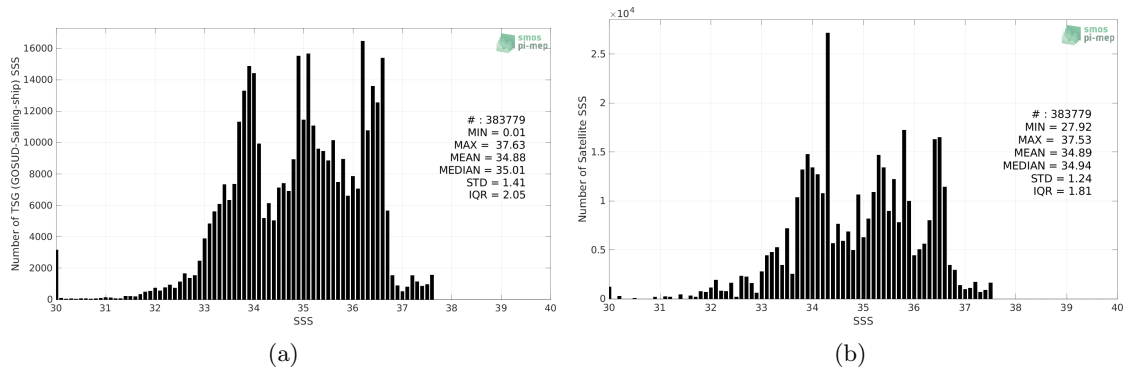 smos
pi-mep
Number of TSG (GOSUD-Sailing-ship) SSS
16000
14000
12000
10000
8000
6000
4000
2000
0
# : 383779
MIN = 0.01
MAX = 37.63
MEAN = 34.88
MEDIAN = 35.01
STD = 1.41
IQR = 2.05
30 31 32 33 34 35 36 37 38 39 40
SSS
(a)
×10⁴
smos
pi-mep
Number of Satellite SSS
2.5
2
1.5
1
0.5
0
# : 383779
MIN = 27.92
MAX = 37.53
MEAN = 34.89
MEDIAN = 34.94
STD = 1.24
IQR = 1.81
30 31 32 33 34 35 36 37 38 39 40
SSS
(b)